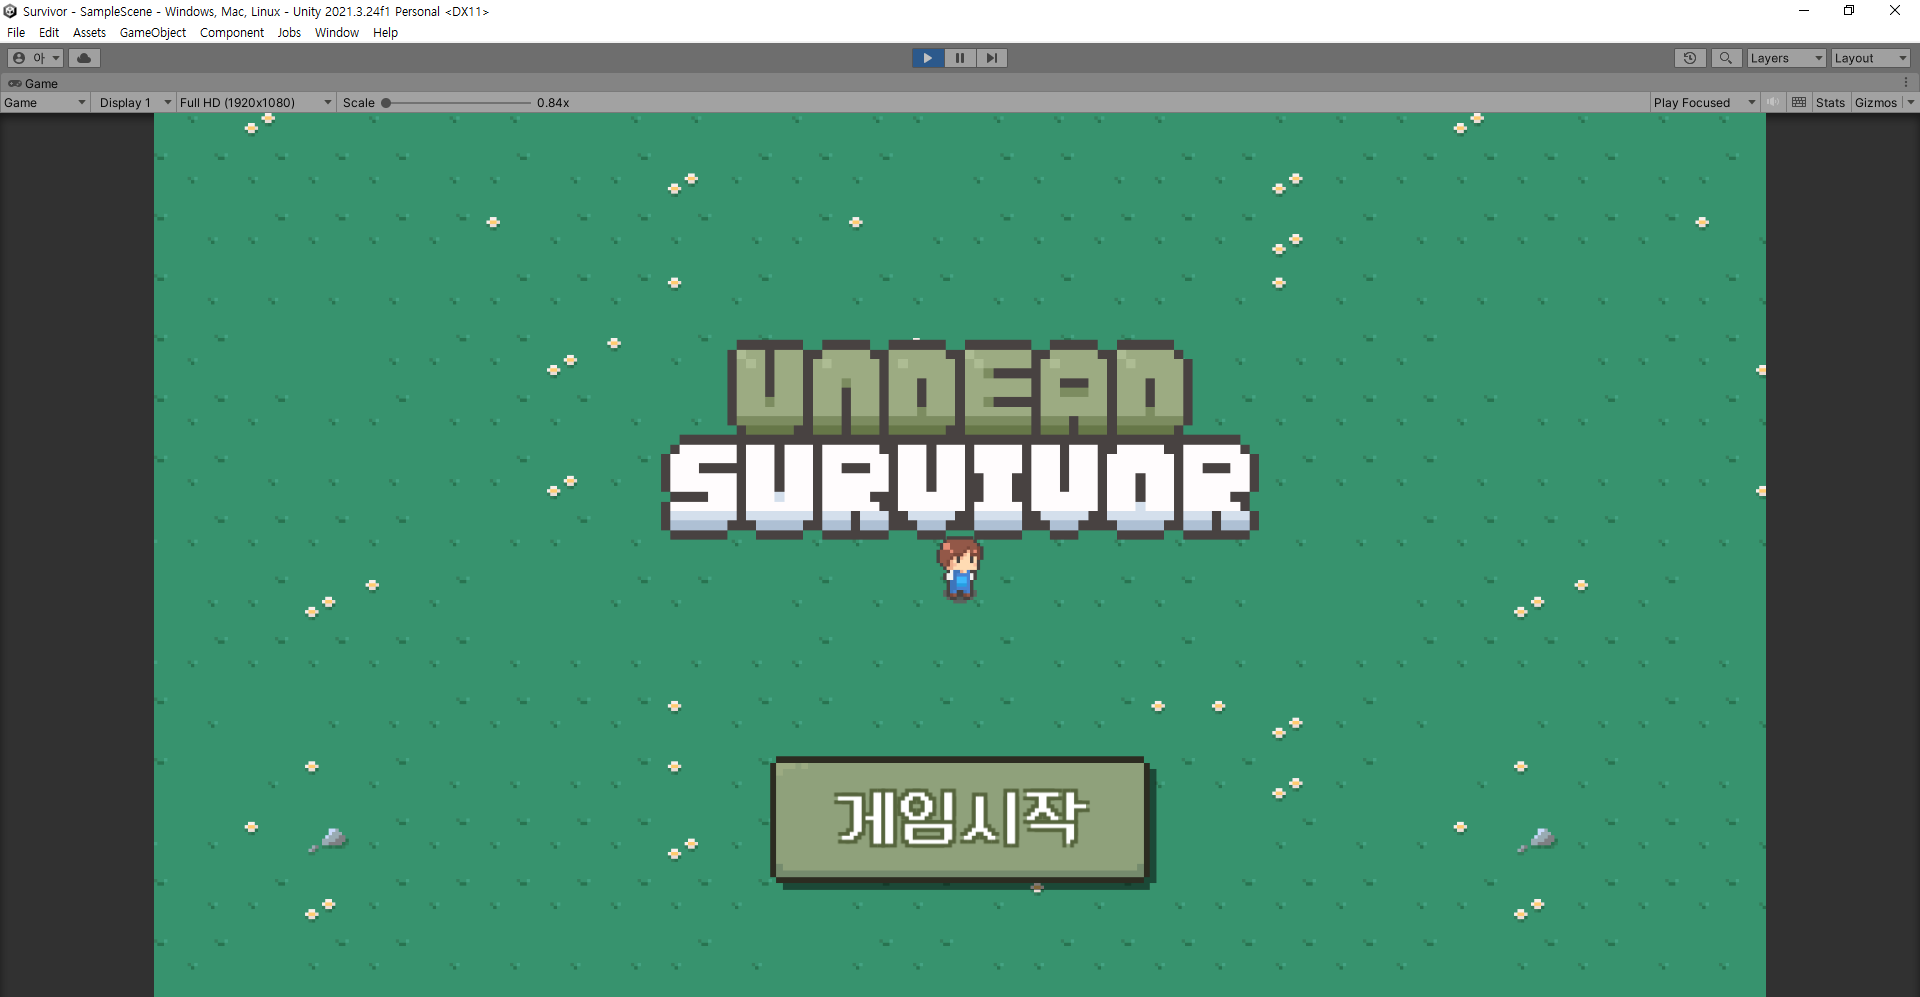 Survivor - SampleScene - Windows, Mac, Linux - Unity 2021.3.24f1 Personal <DX11>
File Edit Assets GameObject Component Jobs Window Help
아 Layers Layout
Game
Game Display 1 Full HD (1920x1080) Scale 0.84x Play Focused Stats Gizmos
UNDEAD
SURVIVOR
게임시작